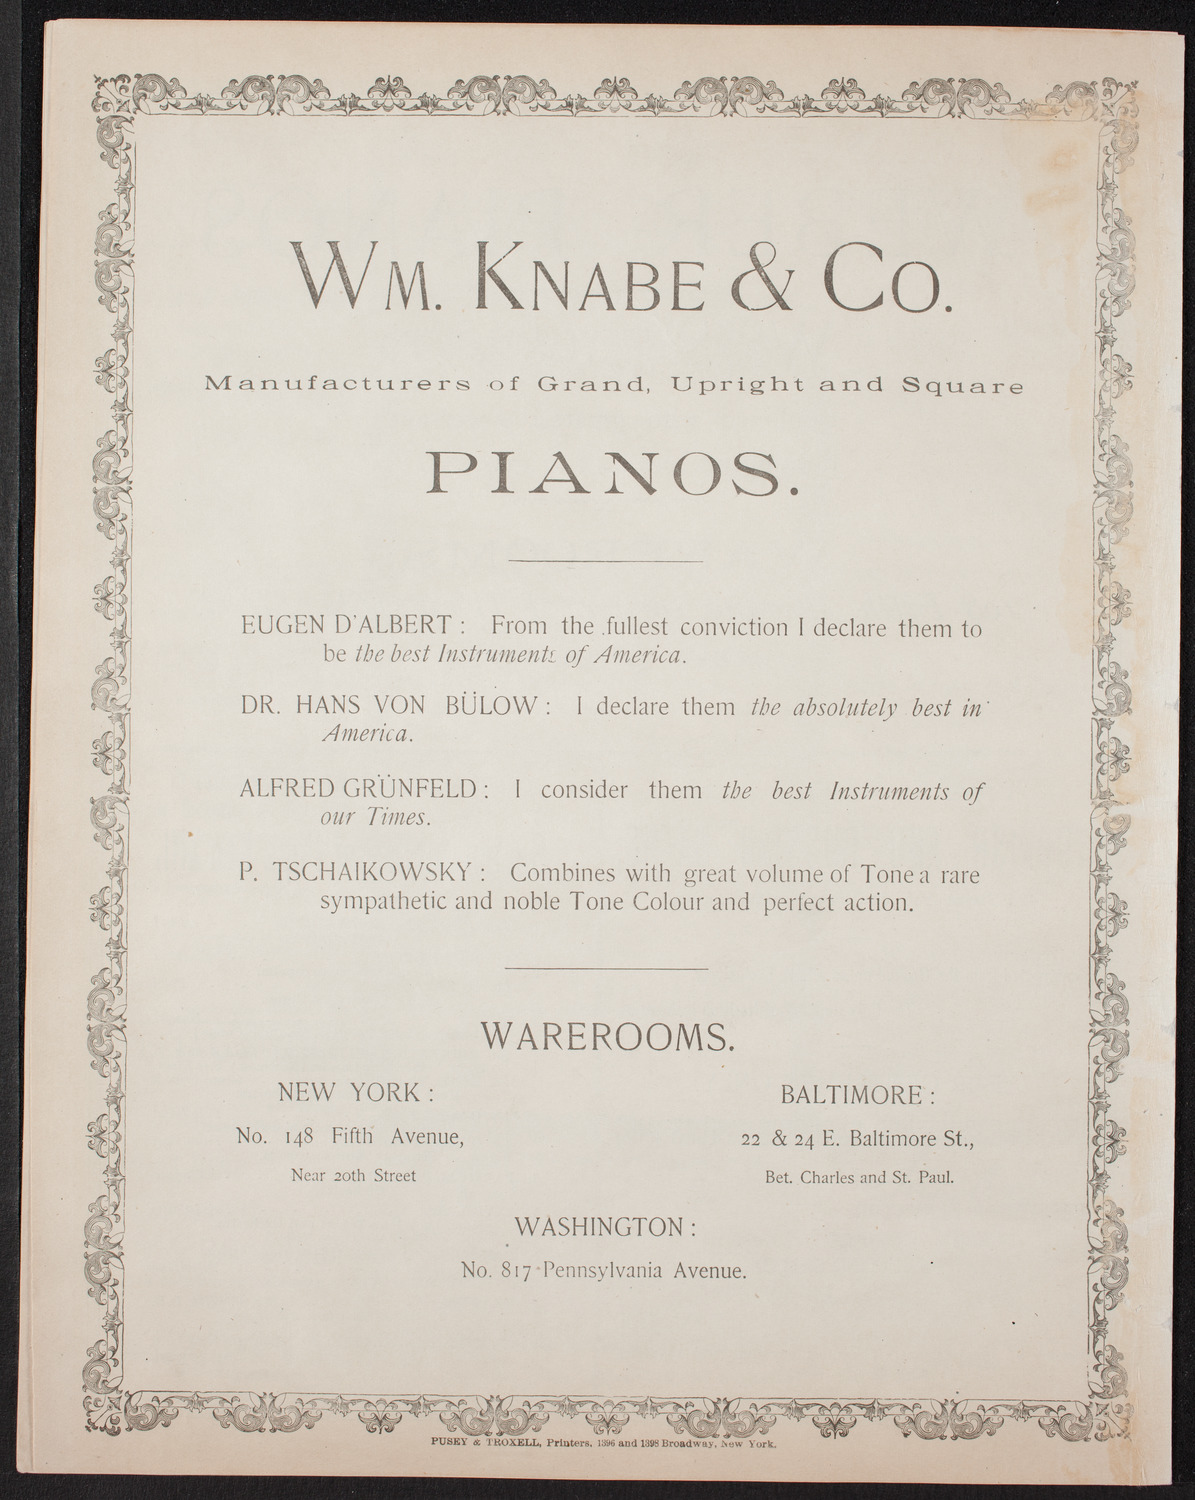 WM. KNABE & CO.
Manufacturers of Grand, Upright and Square
PIANOS.
EUGEN D'ALBERT : From the fullest conviction I declare them to
be the best Instruments of America.
DR. HANS VON BÜLOW : I declare them the absolutely best in
America.
ALFRED GRÜNFELD : I consider them the best Instruments of
our Times.
P. TSCHAIKOWSKY : Combines with great volume of Tone a rare
sympathetic and noble Tone Colour and perfect action.
WAREROOMS.
NEW YORK :
No. 148 Fifth Avenue,
Near 20th Street
BALTIMORE :
22 & 24 E. Baltimore St.,
Bet. Charles and St. Paul.
WASHINGTON :
No. 817 Pennsylvania Avenue.
PUSEY & TROXELL, Printers, 1396 and 1398 Broadway, New York.